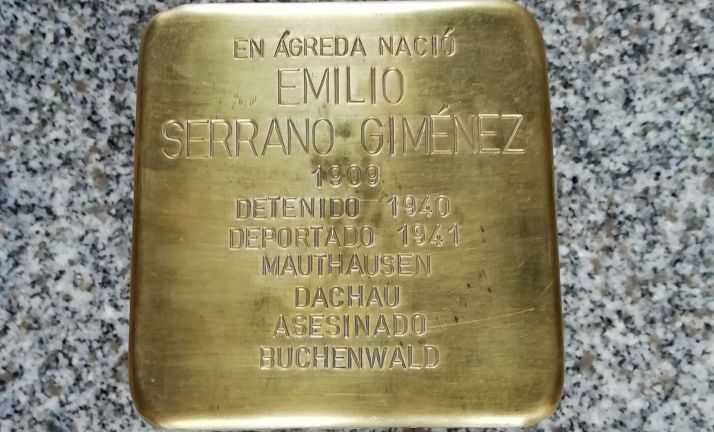 EN ÁGREDA NACIÓ
EMILIO
SERRANO GIMÉNEZ
1909
DETENIDO 1940
DEPORTADO 1941
MAUTHAUSEN
DACHAU
ASESINADO
BUCHENWALD